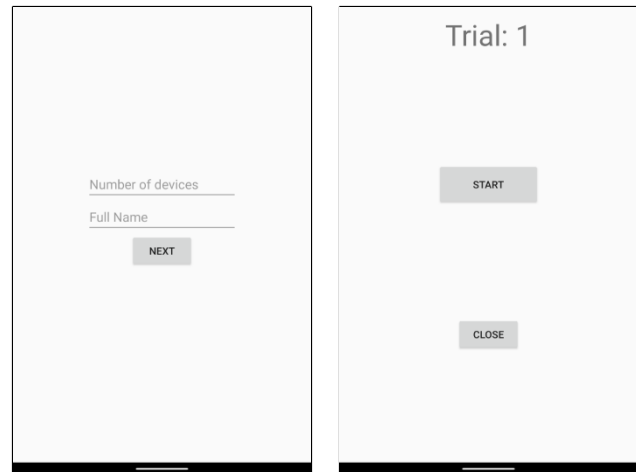 Number of devices
Full Name
NEXT
Trial: 1
START
CLOSE